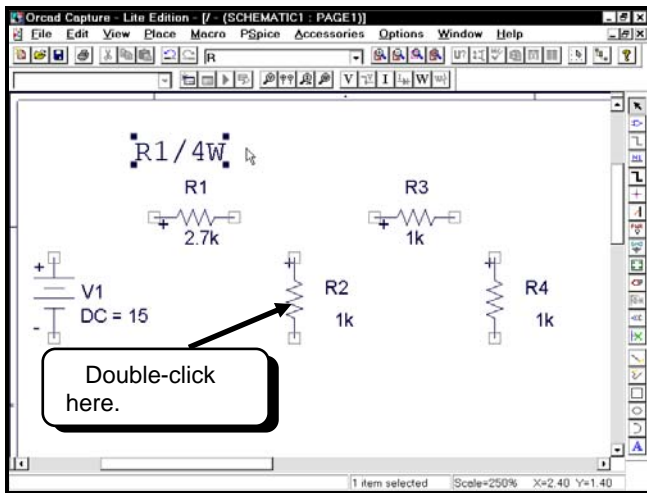 Orcad Capture - Lite Edition - [/ - (SCHEMATIC1 : PAGE1)]
File Edit View Place Macro PSpice Accessories Options Window Help
R
U?
V I W
R1/4W
R1
2.7k
R3
1k
+
V1
DC = 15
-
+
R2
1k
+
R4
1k
Double-click
here.
1 item selected Scale=250% X=2.40 Y=1.40